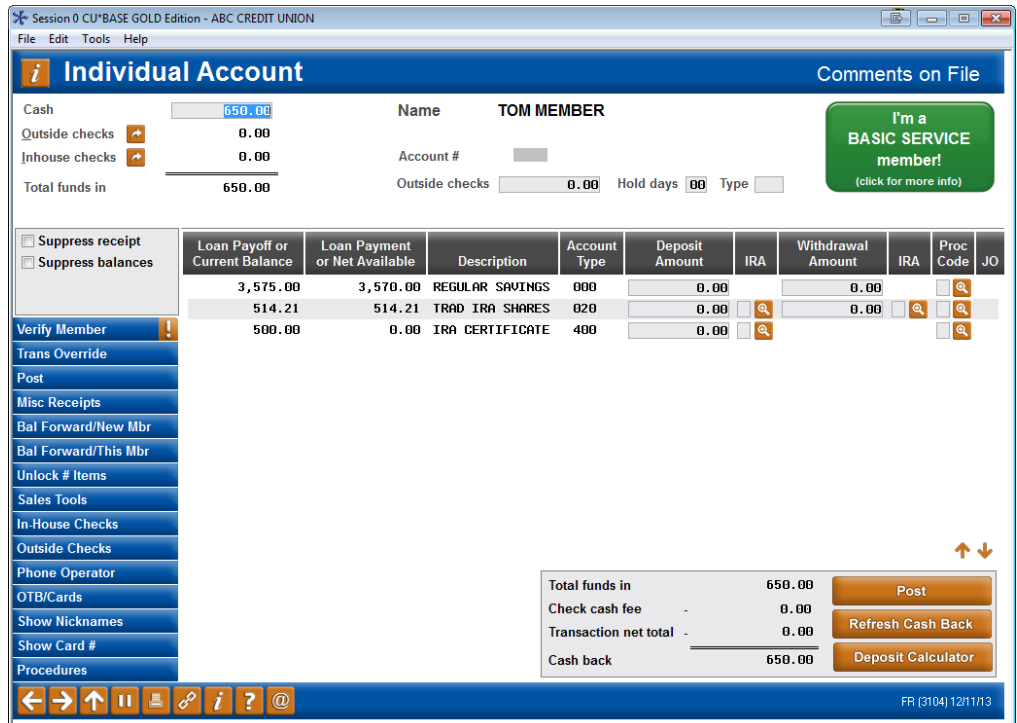 Session 0 CU*BASE GOLD Edition - ABC CREDIT UNION
File Edit Tools Help
i Individual Account Comments on File
Cash 650.00 Name TOM MEMBER
Outside checks 0.00
Inhouse checks 0.00 Account #
Total funds in 650.00 Outside checks 0.00 Hold days 00 Type
I'm a
BASIC SERVICE
member!
(click for more info)
Suppress receipt
Suppress balances
Loan Payoff or Current Balance Loan Payment or Net Available Description Account Type Deposit Amount IRA Withdrawal Amount IRA Proc Code JO
3,575.00 3,570.00 REGULAR SAVINGS 000 0.00 0.00
514.21 514.21 TRAD IRA SHARES 020 0.00 0.00
500.00 0.00 IRA CERTIFICATE 400 0.00
Verify Member !
Trans Override
Post
Misc Receipts
Bal Forward/New Mbr
Bal Forward/This Mbr
Unlock # Items
Sales Tools
In-House Checks
Outside Checks
Phone Operator
OTB/Cards
Show Nicknames
Show Card #
Procedures
Total funds in 650.00
Check cash fee - 0.00
Transaction net total - 0.00
Cash back 650.00
Post
Refresh Cash Back
Deposit Calculator
i ? @
FR (3104) 12/11/13